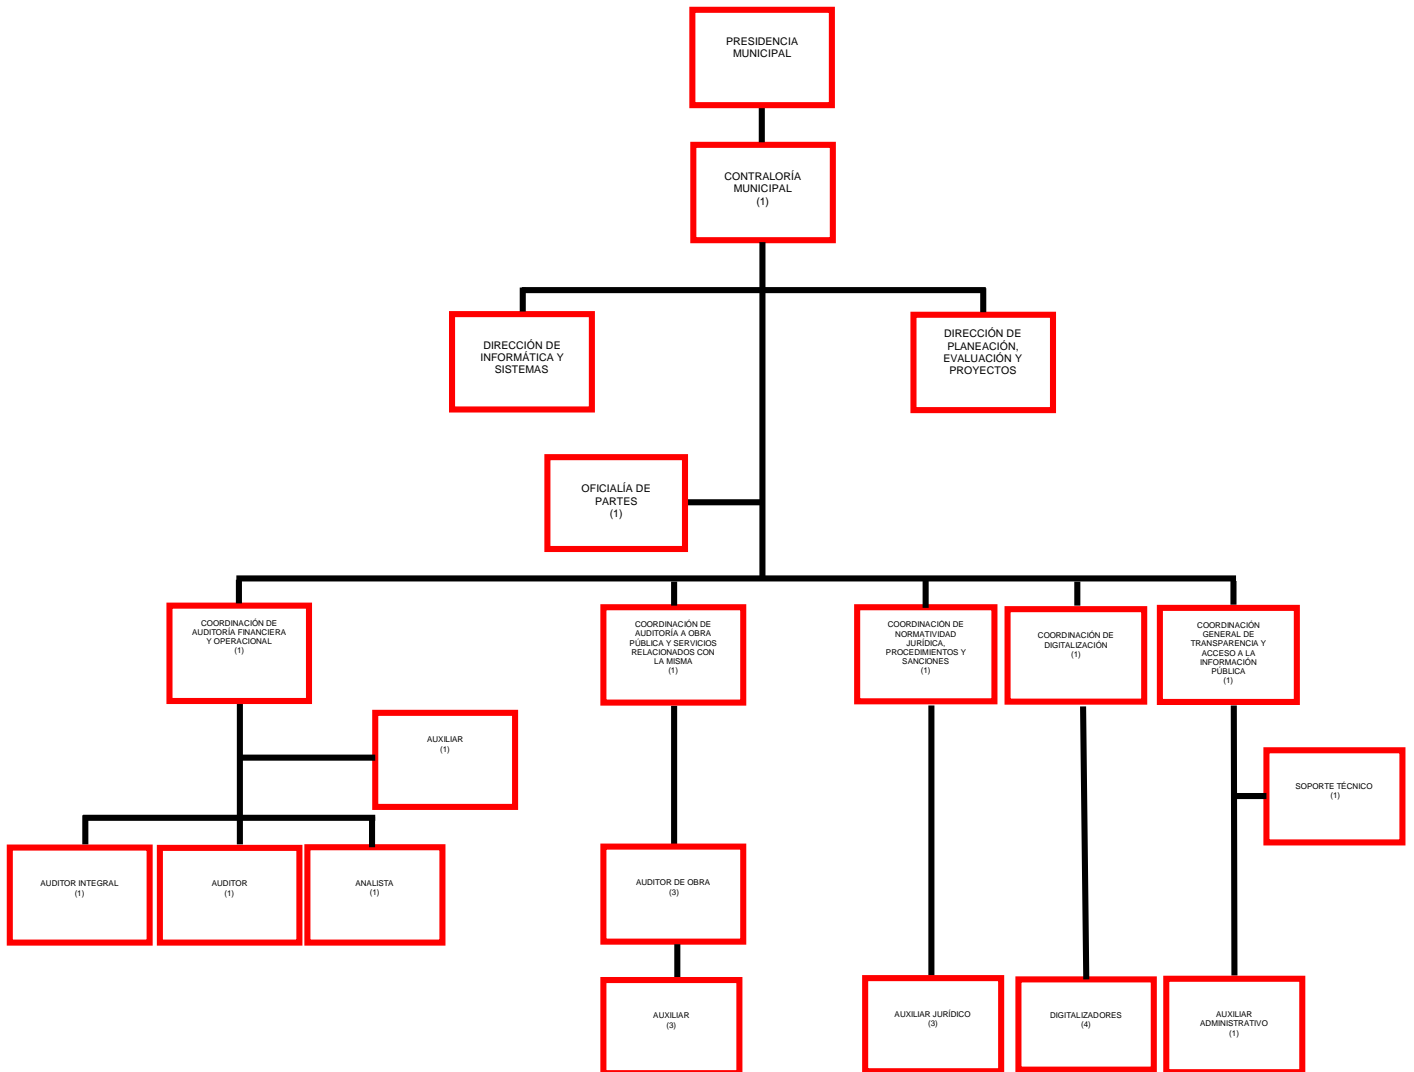 PRESIDENCIA
MUNICIPAL
CONTRALORÍA
MUNICIPAL
(1)
DIRECCIÓN DE
INFORMÁTICA Y
SISTEMAS
DIRECCIÓN DE
PLANEACIÓN,
EVALUACIÓN Y
PROYECTOS
OFICIALÍA DE
PARTES
(1)
COORDINACIÓN DE
AUDITORÍA FINANCIERA
Y OPERACIONAL
(1)
COORDINACIÓN DE
AUDITORÍA A OBRA
PÚBLICA Y SERVICIOS
RELACIONADOS CON
LA MISMA
(1)
COORDINACIÓN DE
NORMATIVIDAD
JURÍDICA,
PROCEDIMIENTOS Y
SANCIONES
(1)
COORDINACIÓN DE
DIGITALIZACIÓN
(1)
COORDINACIÓN
GENERAL DE
TRANSPARENCIA Y
ACCESO A LA
INFORMACIÓN
PÚBLICA
(1)
AUXILIAR
(1)
SOPORTE TÉCNICO
(1)
AUDITOR INTEGRAL
(1)
AUDITOR
(1)
ANALISTA
(1)
AUDITOR DE OBRA
(3)
AUXILIAR
(3)
AUXILIAR JURÍDICO
(3)
DIGITALIZADORES
(4)
AUXILIAR
ADMINISTRATIVO
(1)